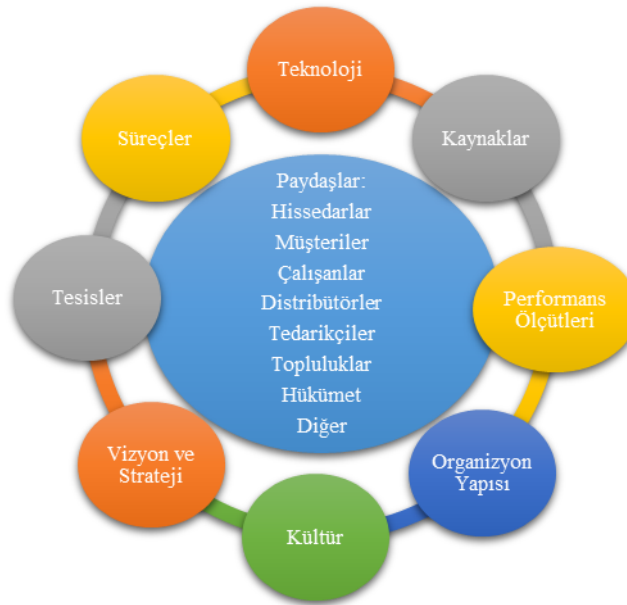 Teknoloji
Kaynaklar
Performans
Ölçütleri
Organizyon
Yapısı
Kültür
Vizyon ve
Strateji
Tesisler
Süreçler
Paydaşlar:
Hissedarlar
Müşteriler
Çalışanlar
Distribütörler
Tedarikçiler
Topluluklar
Hükümet
Diğer